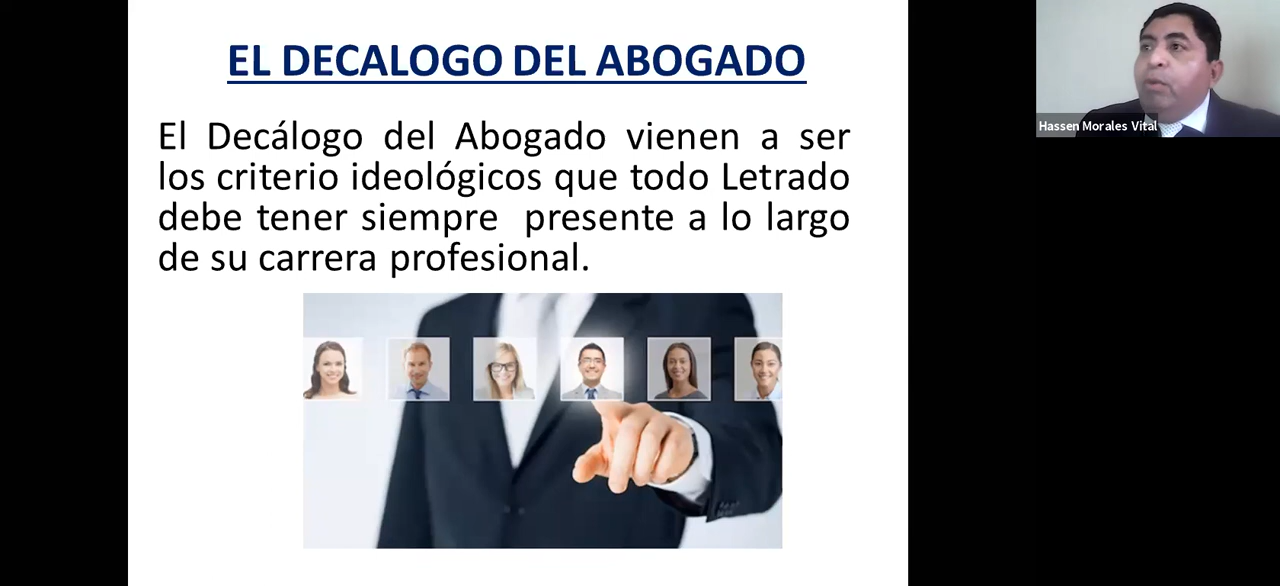 EL DECALOGO DEL ABOGADO
El Decálogo del Abogado vienen a ser
los criterio ideológicos que todo Letrado
debe tener siempre  presente a lo largo
de su carrera profesional.
Hassen Morales Vital